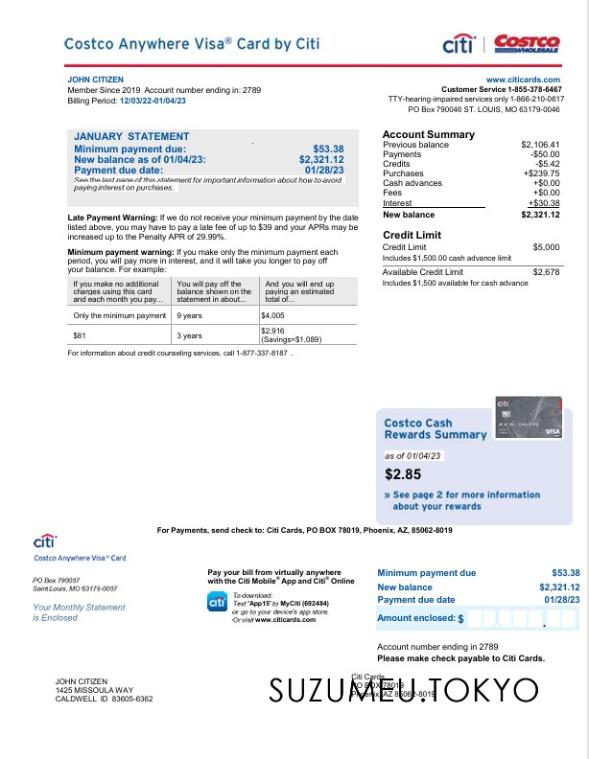 Costco Anywhere Visa® Card by Citi
citi
COSTCO
WHOLESALE
JOHN CITIZEN
Member Since 2019 Account number ending in: 2789
Billing Period: 12/03/22-01/04/23
www.citicards.com
Customer Service 1-855-378-6467
TTY-hearing-impaired services only 1-866-210-0617
PO Box 790046 ST. LOUIS, MO 63179-0046
JANUARY STATEMENT
Minimum payment due: $53.38
New balance as of 01/04/23: $2,321.12
Payment due date: 01/28/23
See the last page of this statement for important information about how to avoid
paying interest on purchases.
Late Payment Warning: If we do not receive your minimum payment by the date
listed above, you may have to pay a late fee of up to $39 and your APRs may be
increased up to the Penalty APR of 29.99%.
Minimum payment warning: If you make only the minimum payment each
period, you will pay more in interest, and it will take you longer to pay off
your balance. For example:
If you make no additional You will pay off the And you will end up
charges using this card balance shown on the paying an estimated
and each month you pay... statement in about... total of...
Only the minimum payment 9 years $4,005
$81 3 years $2,916
(Savings=$1,089)
For information about credit counseling services, call 1-877-337-8187 .
Account Summary
Previous balance $2,106.41
Payments -$50.00
Credits -$5.42
Purchases +$239.75
Cash advances +$0.00
Fees +$0.00
Interest +$30.38
New balance $2,321.12
Credit Limit
Credit Limit $5,000
Includes $1,500.00 cash advance limit
Available Credit Limit $2,678
Includes $1,500 available for cash advance
citi
VISA
Costco Cash
Rewards Summary
as of 01/04/23
$2.85
» See page 2 for more information
about your rewards
For Payments, send check to: Citi Cards, PO BOX 78019, Phoenix, AZ, 85062-8019
citi
Costco Anywhere Visa® Card
PO Box 790057
Saint Louis, MO 63179-0057
Your Monthly Statement
is Enclosed
Pay your bill from virtually anywhere
with the Citi Mobile® App and Citi® Online
citi
To download:
Text 'App15' to MyCiti (692484)
or go to your device's app store.
Or visit www.citicards.com
Minimum payment due $53.38
New balance $2,321.12
Payment due date 01/28/23
Amount enclosed: $
Account number ending in 2789
Please make check payable to Citi Cards.
JOHN CITIZEN
1425 MISSOULA WAY
CALDWELL ID 83605-6362
Citi Cards
PO BOX 78019
Phoenix, AZ 85062-8019
SUZUMEU.TOKYO